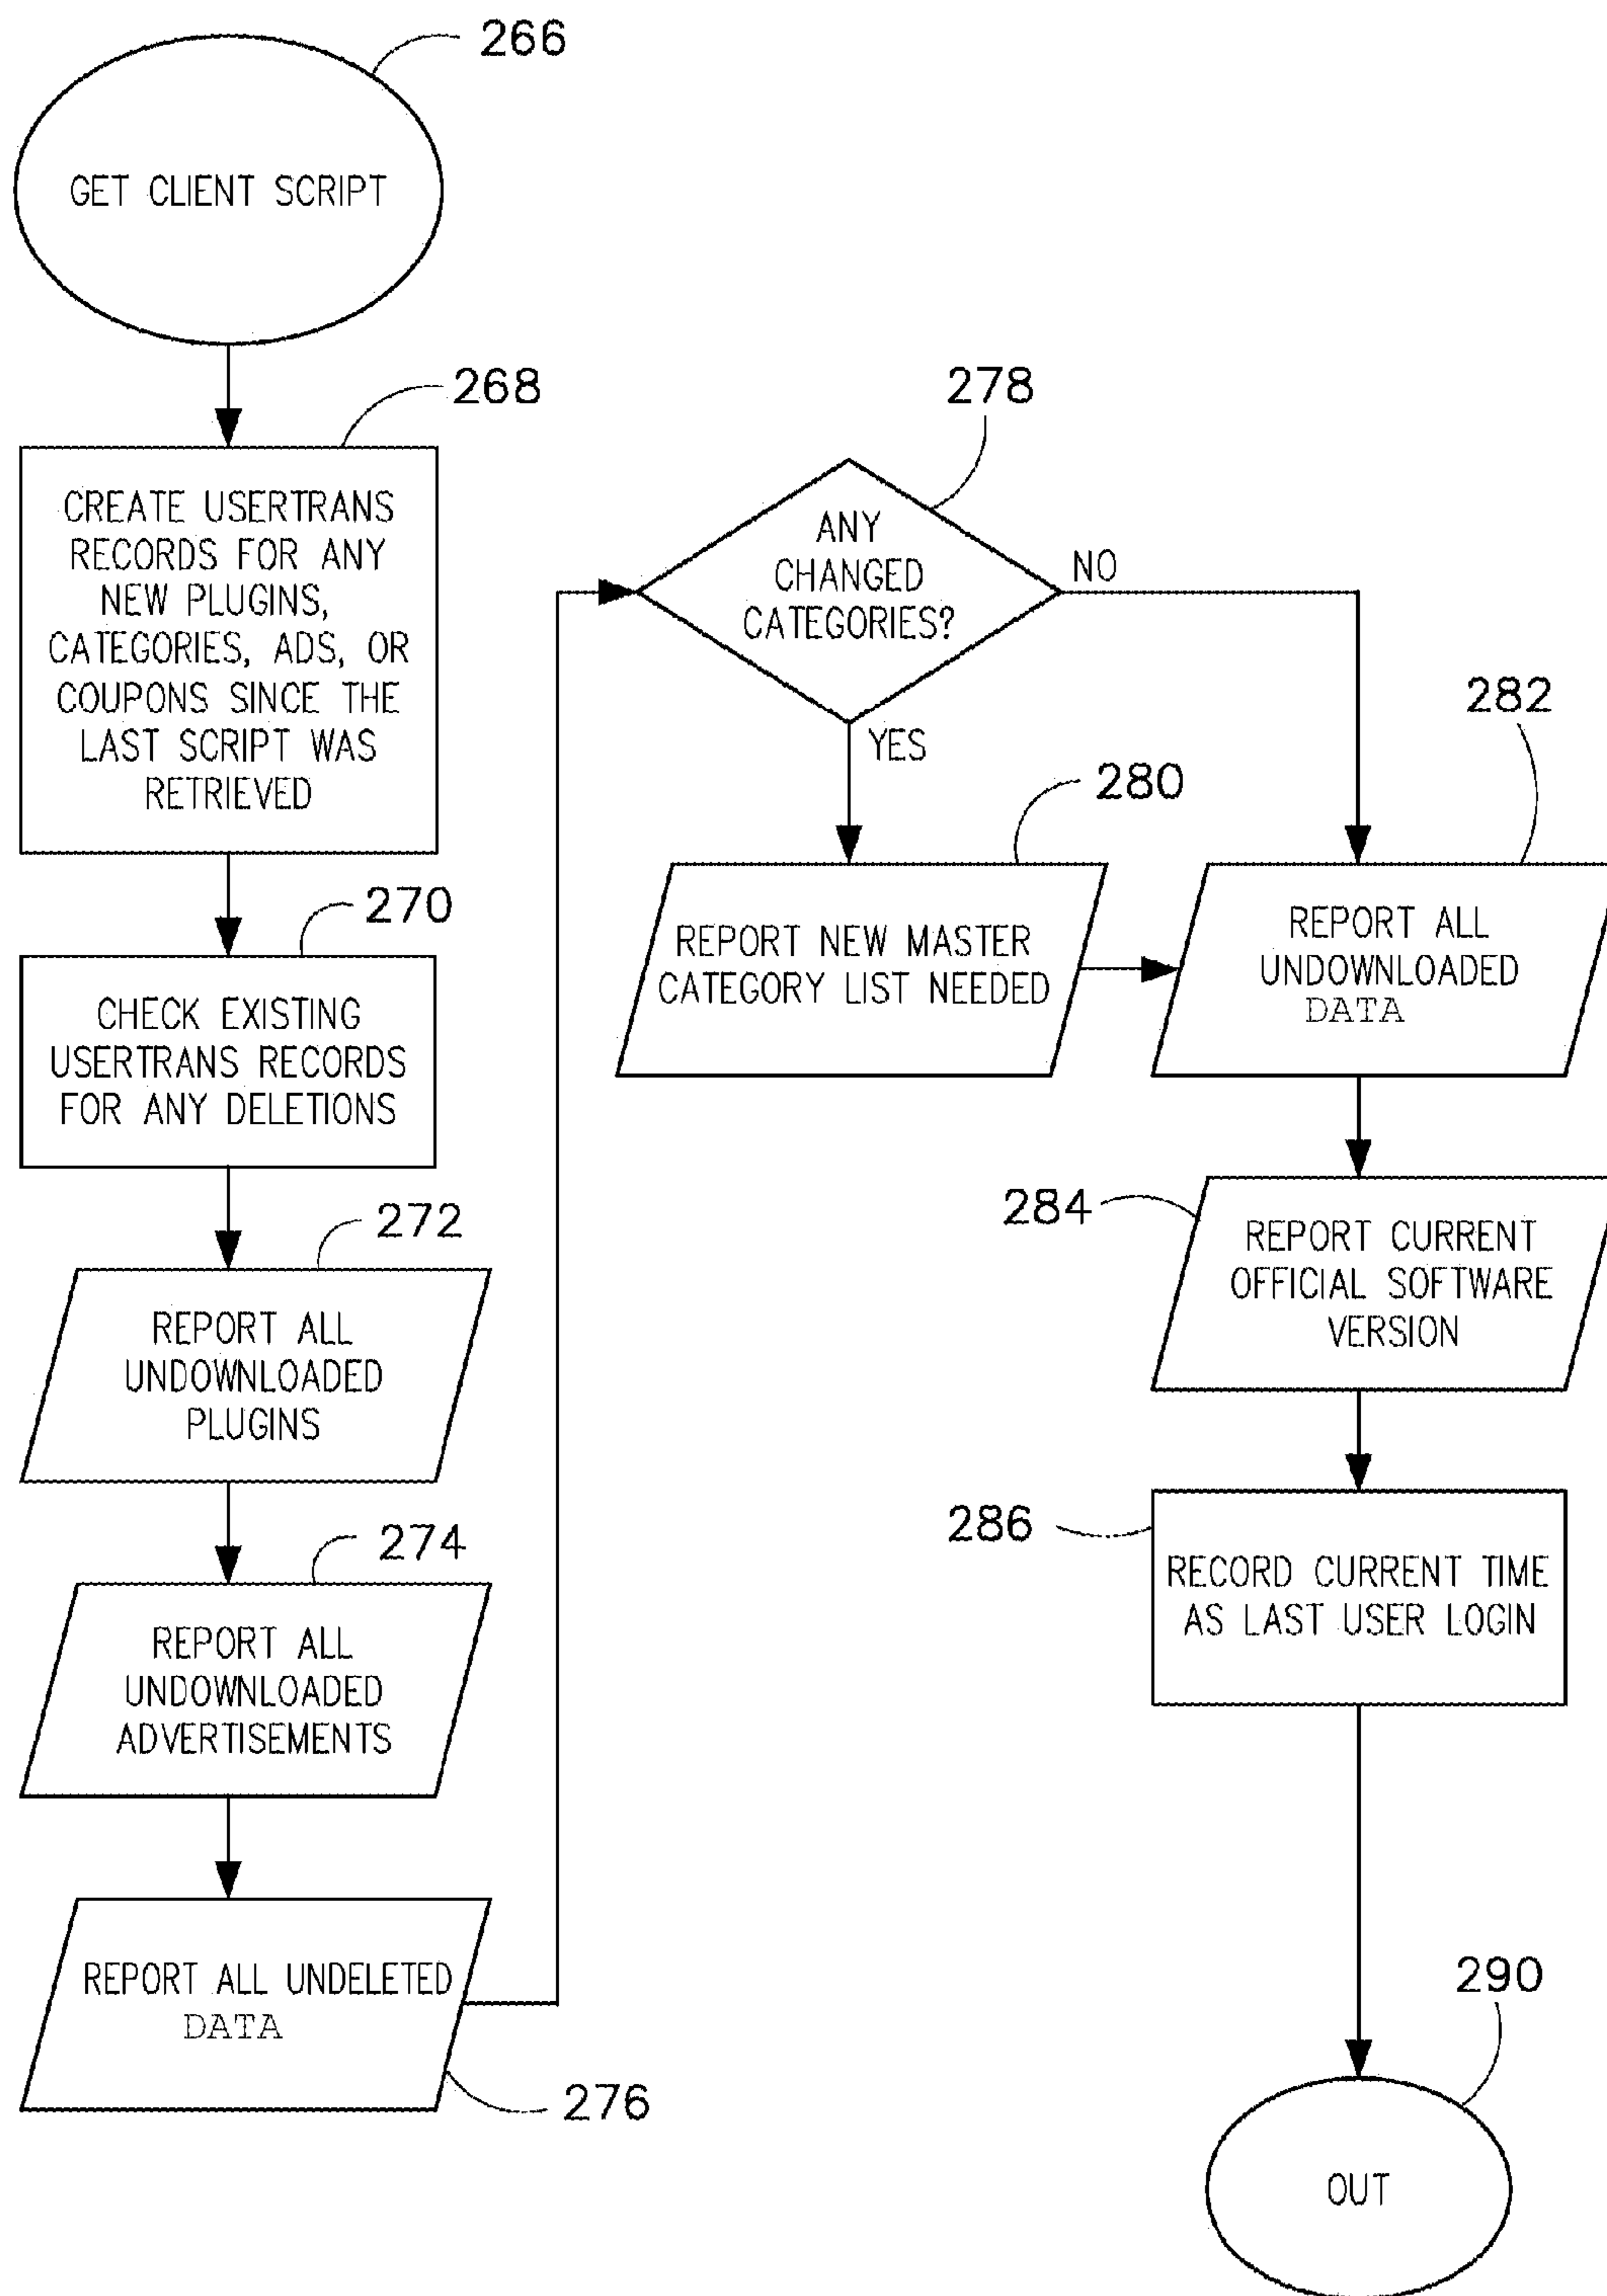 266
GET CLIENT SCRIPT
268
CREATE USERTRANS
RECORDS FOR ANY
NEW PLUGINS,
CATEGORIES, ADS, OR
COUPONS SINCE THE
LAST SCRIPT WAS
RETRIEVED
270
CHECK EXISTING
USERTRANS RECORDS
FOR ANY DELETIONS
272
REPORT ALL
UNDOWNLOADED
PLUGINS
274
REPORT ALL
UNDOWNLOADED
ADVERTISEMENTS
REPORT ALL UNDELETED
DATA
276
278
ANY
CHANGED
CATEGORIES?
NO
YES
280
REPORT NEW MASTER
CATEGORY LIST NEEDED
282
REPORT ALL
UNDOWNLOADED
DATA
284
REPORT CURRENT
OFFICIAL SOFTWARE
VERSION
286
RECORD CURRENT TIME
AS LAST USER LOGIN
290
OUT